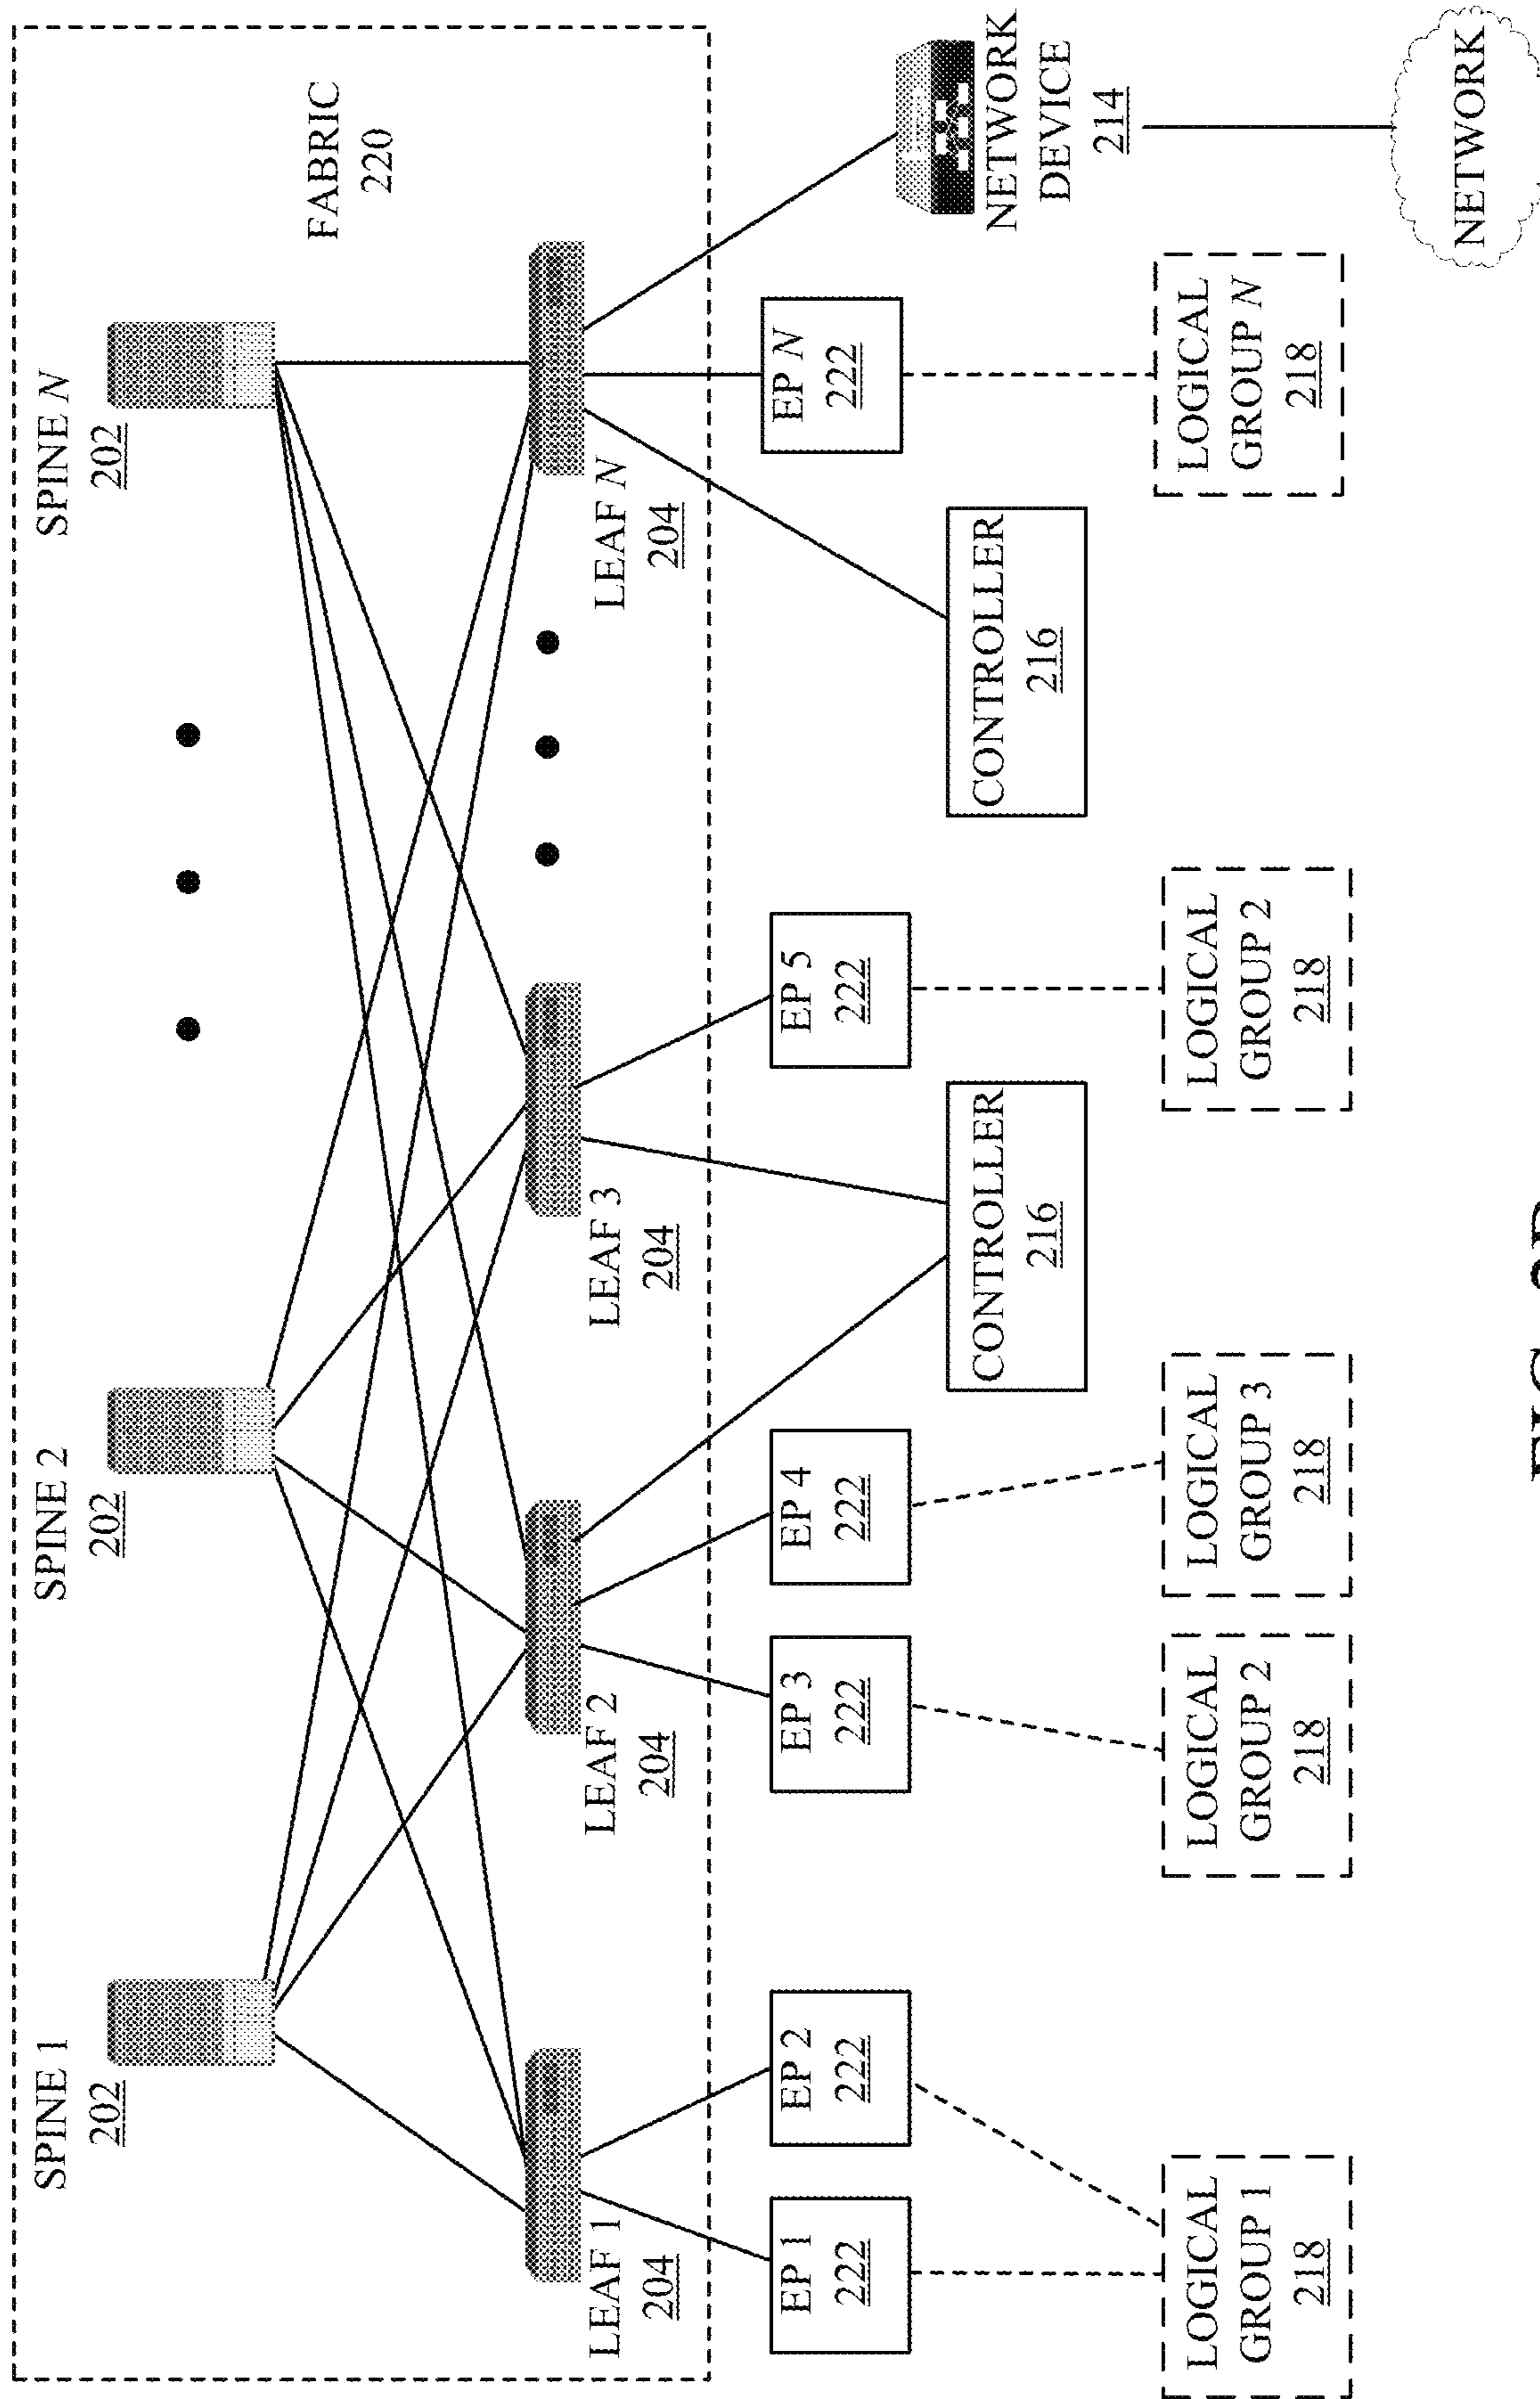 SPINE 1
202
SPINE 2
202
SPINE N
202
FABRIC
220
LEAF 1
204
LEAF 2
204
LEAF 3
204
LEAF N
204
EP 1
222
EP 2
222
EP 3
222
EP 4
222
EP 5
222
EP N
222
CONTROLLER
216
CONTROLLER
216
NETWORK
DEVICE
214
LOGICAL
GROUP 1
218
LOGICAL
GROUP 2
218
LOGICAL
GROUP 3
218
LOGICAL
GROUP 2
218
LOGICAL
GROUP N
218
NETWORK